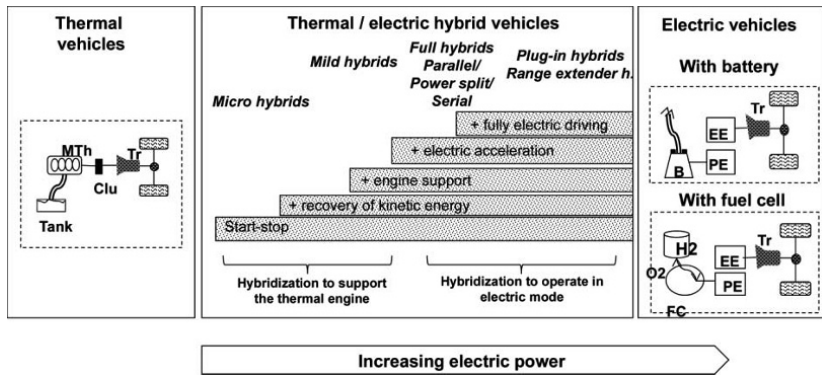 Thermal
vehicles
MTh
Tr
Clu
Tank
Thermal / electric hybrid vehicles
Micro hybrids
Mild hybrids
Full hybrids
Parallel/
Power split/
Serial
Plug-in hybrids
Range extender h.
+ fully electric driving
+ electric acceleration
+ engine support
+ recovery of kinetic energy
Start-stop
Hybridization to support
the thermal engine
Hybridization to operate in
electric mode
Electric vehicles
With battery
Tr
EE
PE
B
With fuel cell
H2
O2
FC
Tr
EE
PE
Increasing electric power